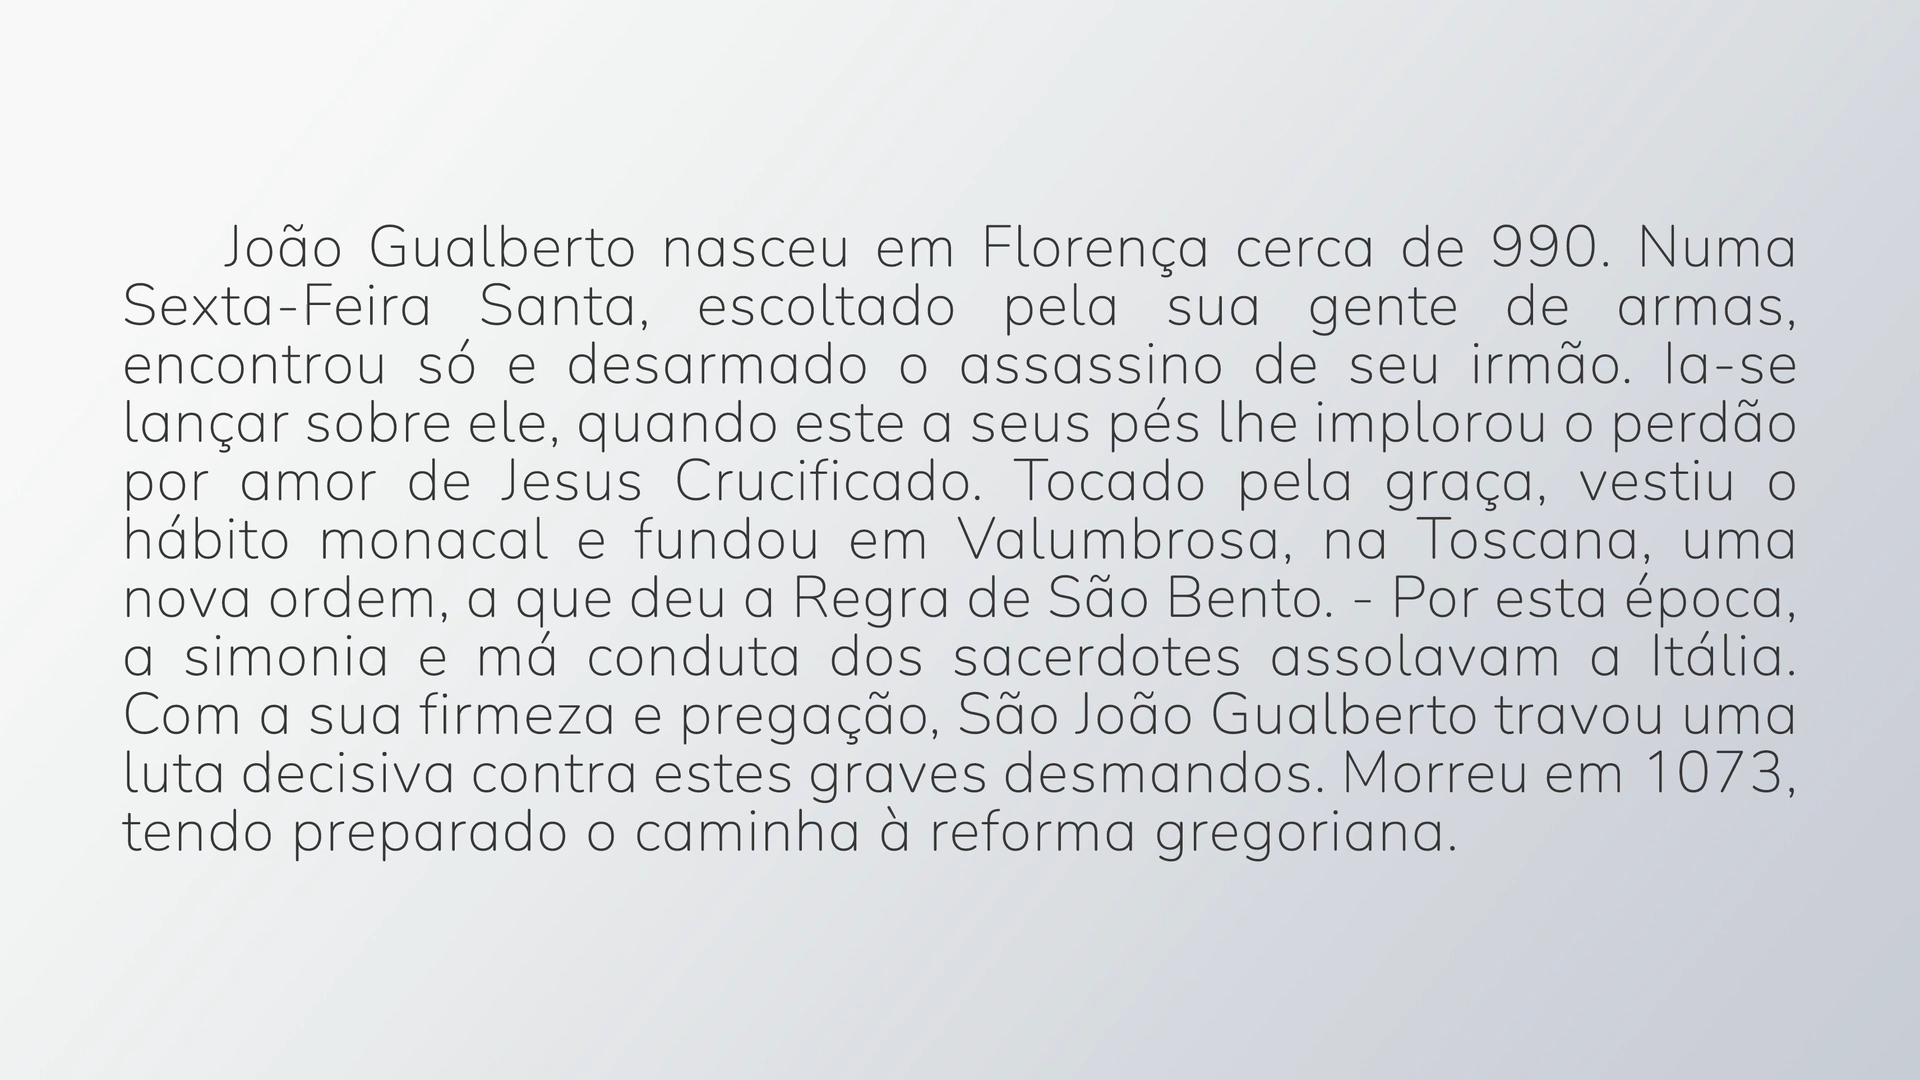 João Gualberto nasceu em Florença cerca de 990. Numa
Sexta-Feira Santa, escoltado pela sua gente de armas,
encontrou só e desarmado o assassino de seu irmão. Ia-se
lançar sobre ele, quando este a seus pés lhe implorou o perdão
por amor de Jesus Crucificado. Tocado pela graça, vestiu o
hábito monacal e fundou em Valumbrosa, na Toscana, uma
nova ordem, a que deu a Regra de São Bento. - Por esta época,
a simonia e má conduta dos sacerdotes assolavam a Itália.
Com a sua firmeza e pregação, São João Gualberto travou uma
luta decisiva contra estes graves desmandos. Morreu em 1073,
tendo preparado o caminha à reforma gregoriana.